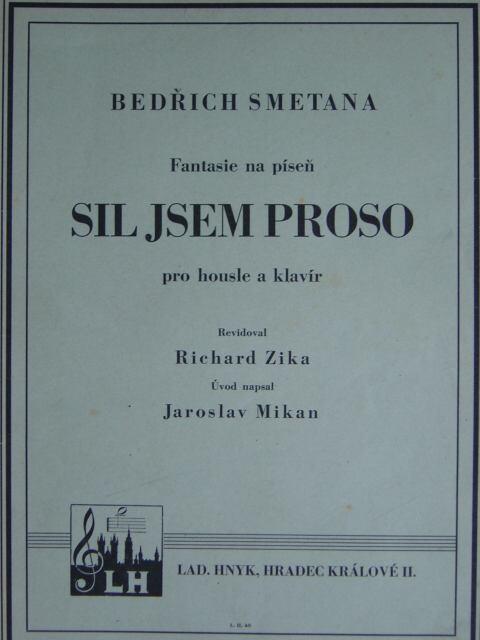 BEDŘICH SMETANA
Fantasie na píseň
SIL JSEM PROSO
pro housle a klavír
Revidoval
Richard Zika
Úvod napsal
Jaroslav Mikan
LH
LAD. HNYK, HRADEC KRÁLOVÉ II.
L. H. 40